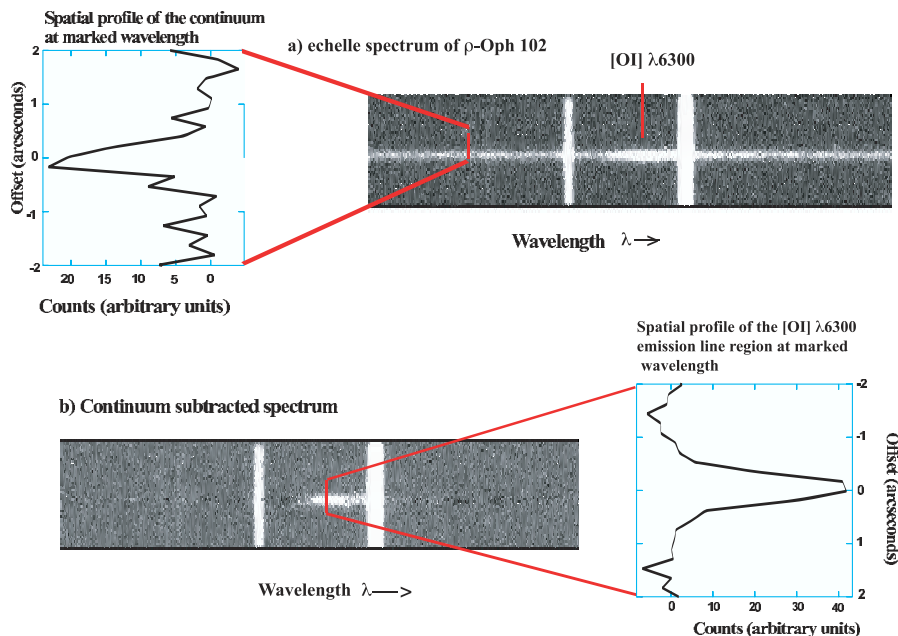 Spatial profile of the continuum
at marked wavelength
a) echelle spectrum of ρ-Oph 102
[OI] λ6300
2
1
0
-1
-2
Offset (arcseconds)
20 15 10 5 0
Counts (arbitrary units)
Wavelength λ
Spatial profile of the [OI] λ6300
emission line region at marked
wavelength
b) Continuum subtracted spectrum
-2
-1
0
1
2
Offset (arcseconds)
0 10 20 30 40
Counts (arbitrary units)
Wavelength λ